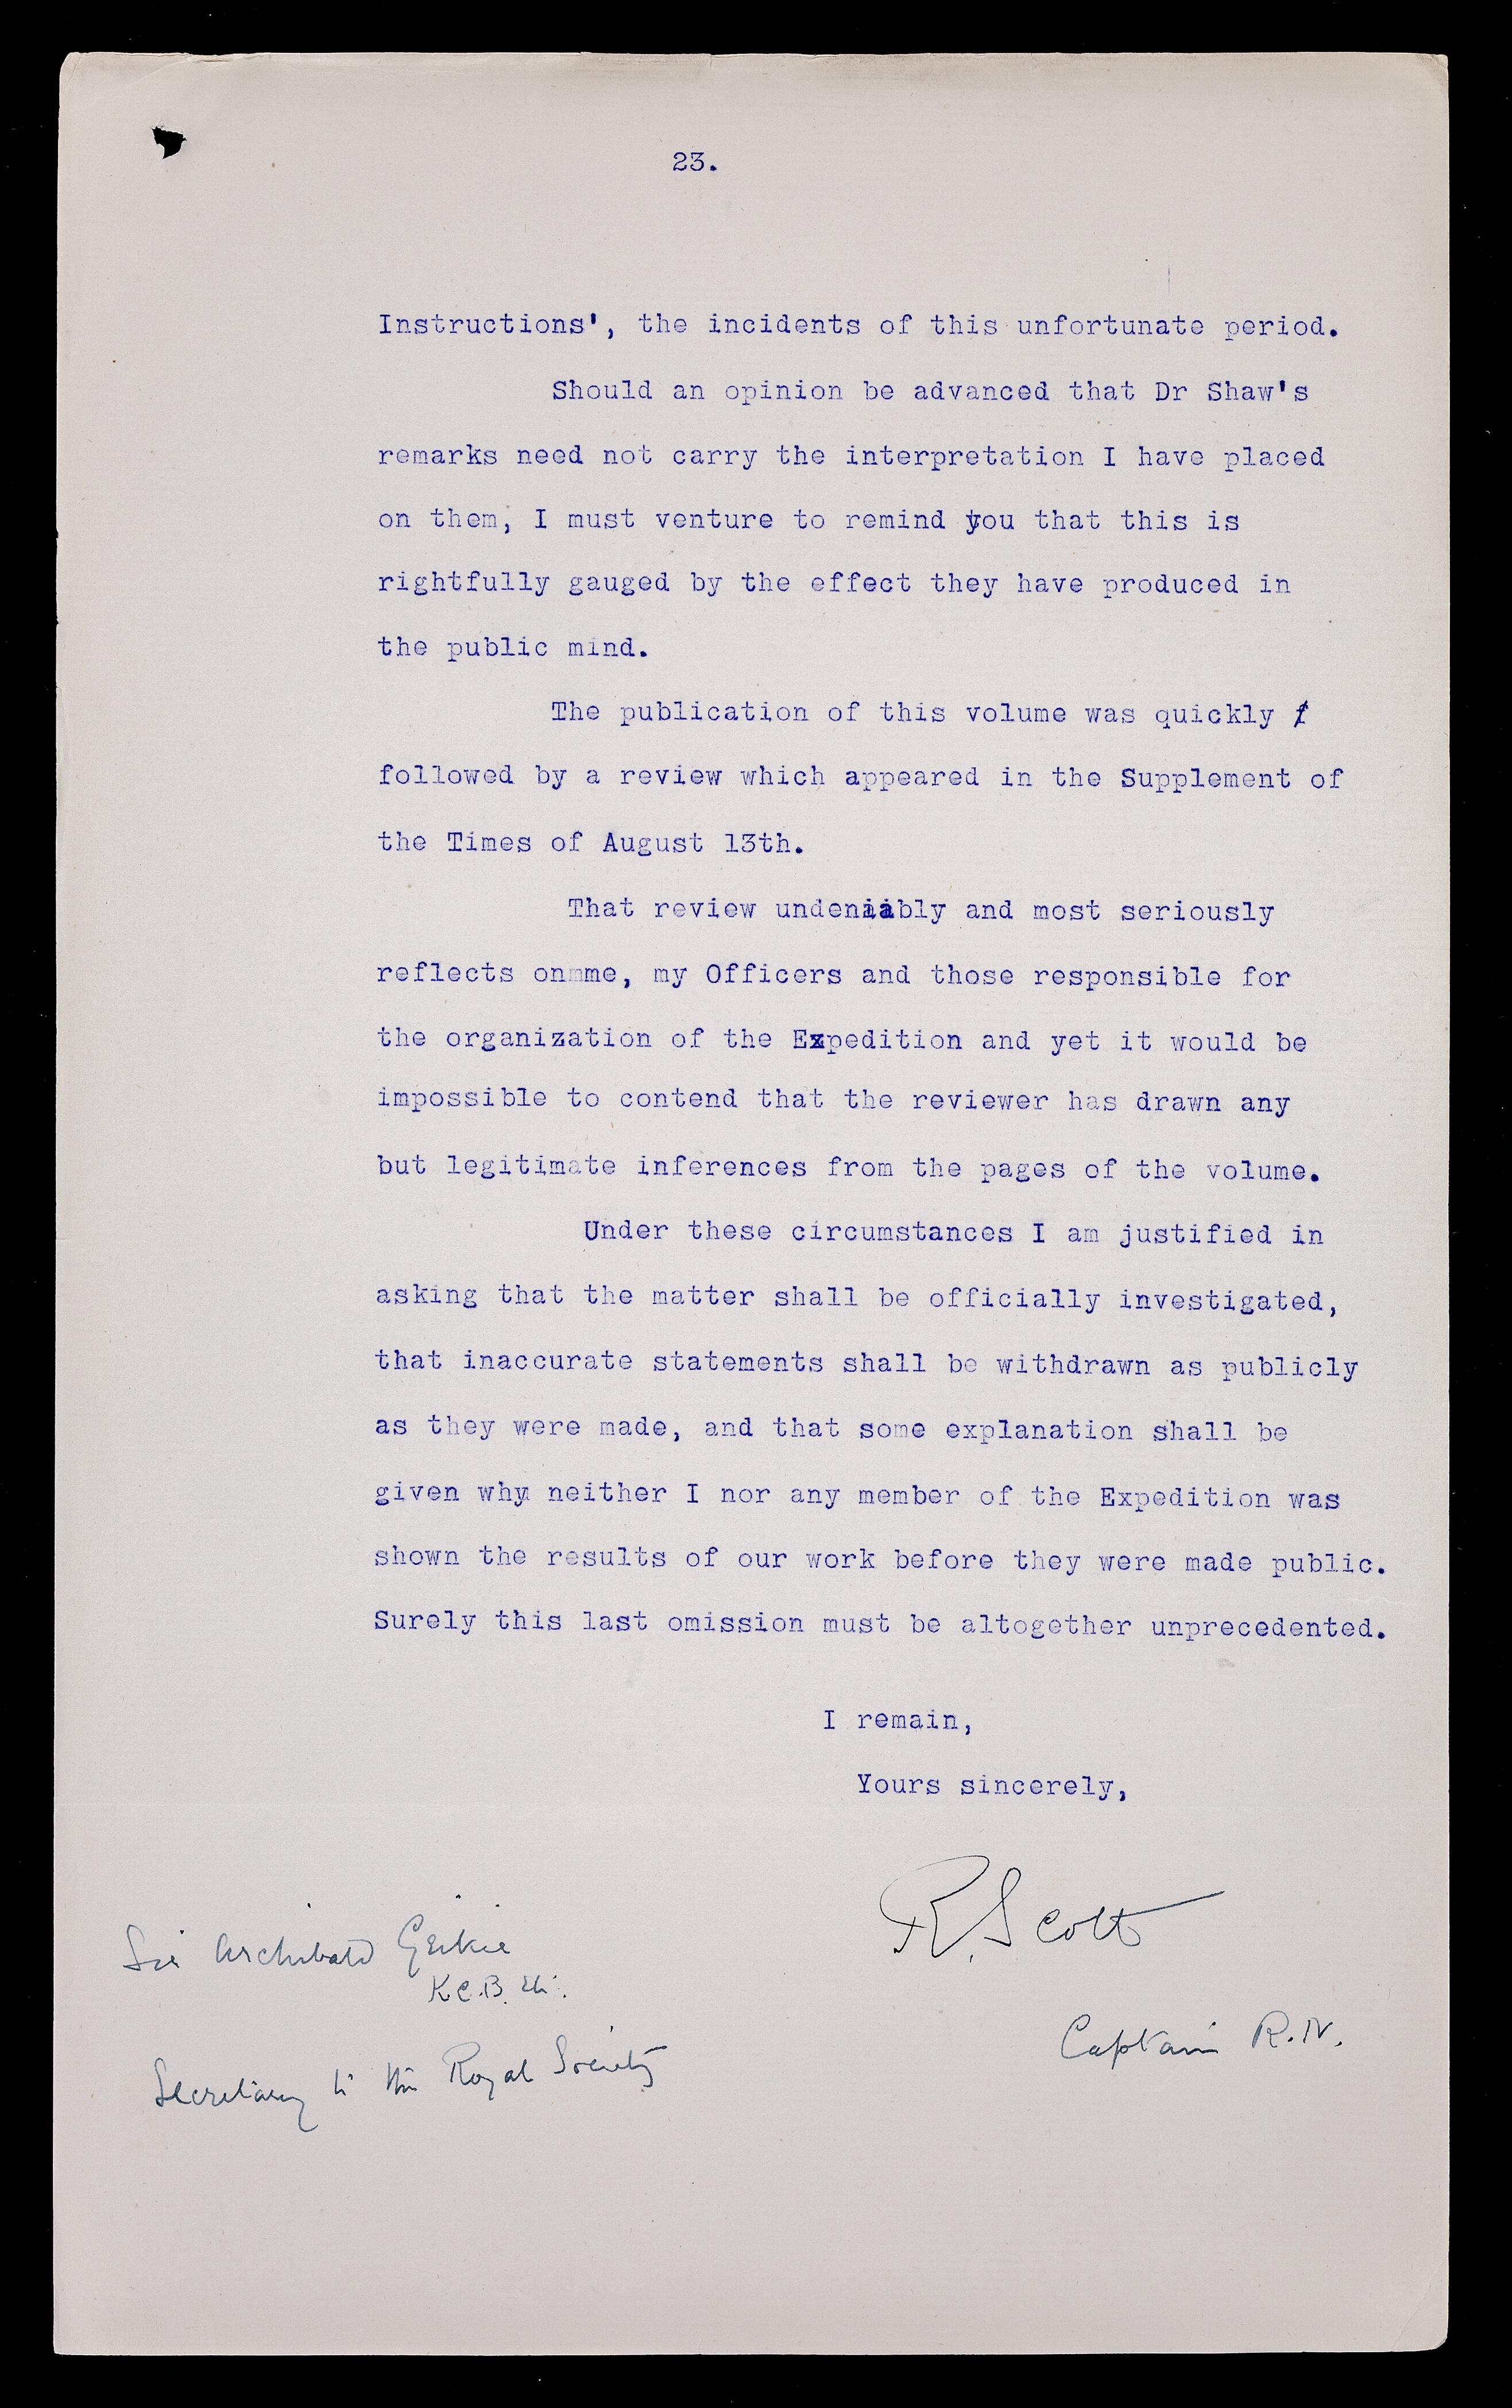 23.
Instructions', the incidents of this unfortunate period.
Should an opinion be advanced that Dr Shaw's
remarks need not carry the interpretation I have placed
on them, I must venture to remind you that this is
rightfully gauged by the effect they have produced in
the public mind.
The publication of this volume was quickly
followed by a review which appeared in the Supplement of
the Times of August 13th.
That review undeniably and most seriously
reflects onmme, my Officers and those responsible for
the organization of the Expedition and yet it would be
impossible to contend that the reviewer has drawn any
but legitimate inferences from the pages of the volume.
Under these circumstances I am justified in
asking that the matter shall be officially investigated,
that inaccurate statements shall be withdrawn as publicly
as they were made, and that some explanation shall be
given why neither I nor any member of the Expedition was
shown the results of our work before they were made public.
Surely this last omission must be altogether unprecedented.
I remain,
Yours sincerely,
R. Scott
Captain R.N.
Sir Archibald Geikie
K.C.B. etc.
Secretary to the Royal Society